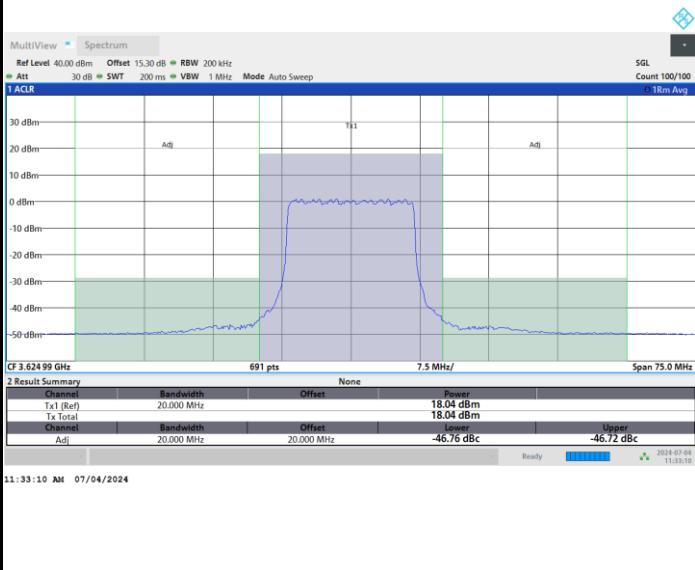 MultiView Spectrum
Ref Level 40.00 dBm Offset 15.30 dB RBW 200 kHz SGL
Att 30 dB SWT 200 ms VBW 1 MHz Mode Auto Sweep Count 100/100
1 ACLR 1Rm Avg
30 dBm
Tx1
Adj Adj
20 dBm
10 dBm
0 dBm
-10 dBm
-20 dBm
-30 dBm
-40 dBm
-50 dBm
CF 3.624 99 GHz 691 pts 7.5 MHz/ Span 75.0 MHz
2 Result Summary None
Channel Bandwidth Offset Power
Tx1 (Ref) 20.000 MHz 18.04 dBm
Tx Total 18.04 dBm
Channel Bandwidth Offset Lower Upper
Adj 20.000 MHz 20.000 MHz -46.76 dBc -46.72 dBc
Ready 2024-07-04
11:33:10
11:33:10 AM 07/04/2024